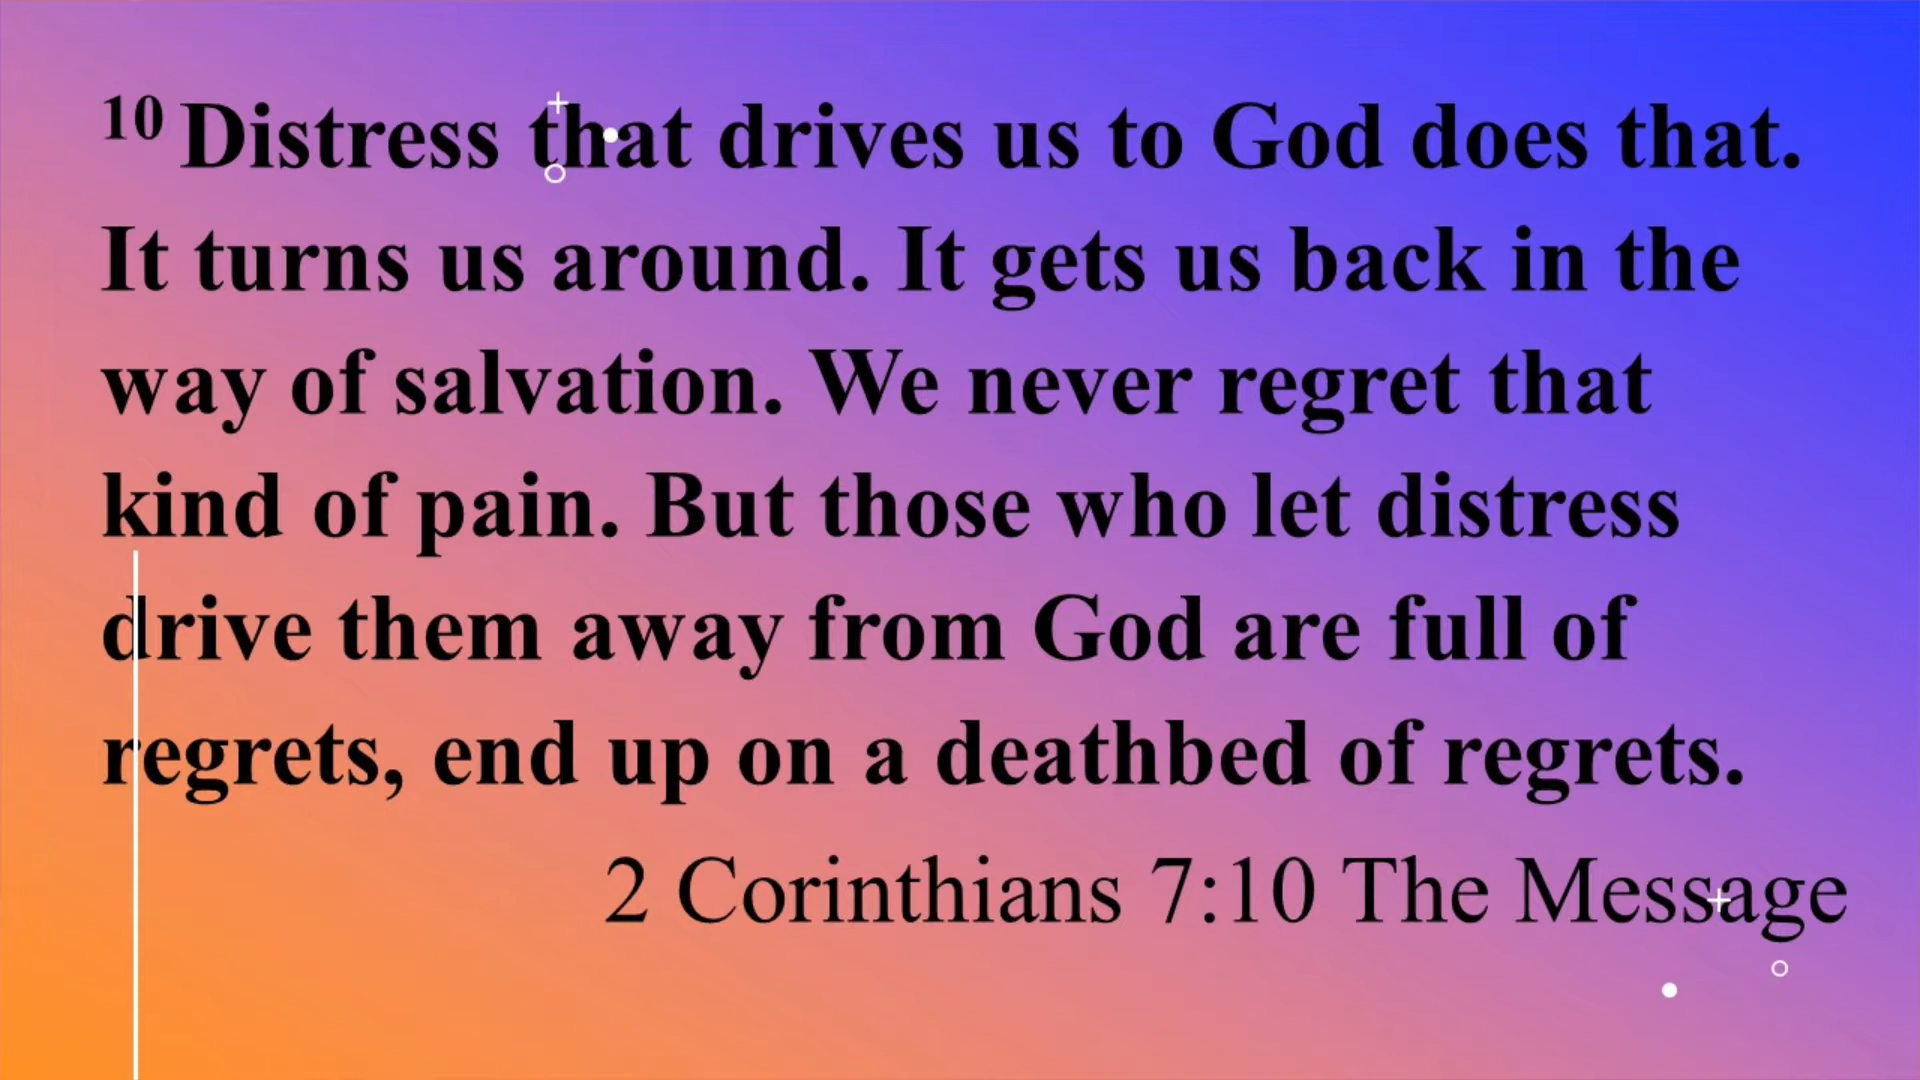 10 Distress that drives us to God does that.
It turns us around. It gets us back in the
way of salvation. We never regret that
kind of pain. But those who let distress
drive them away from God are full of
regrets, end up on a deathbed of regrets.
2 Corinthians 7:10 The Message